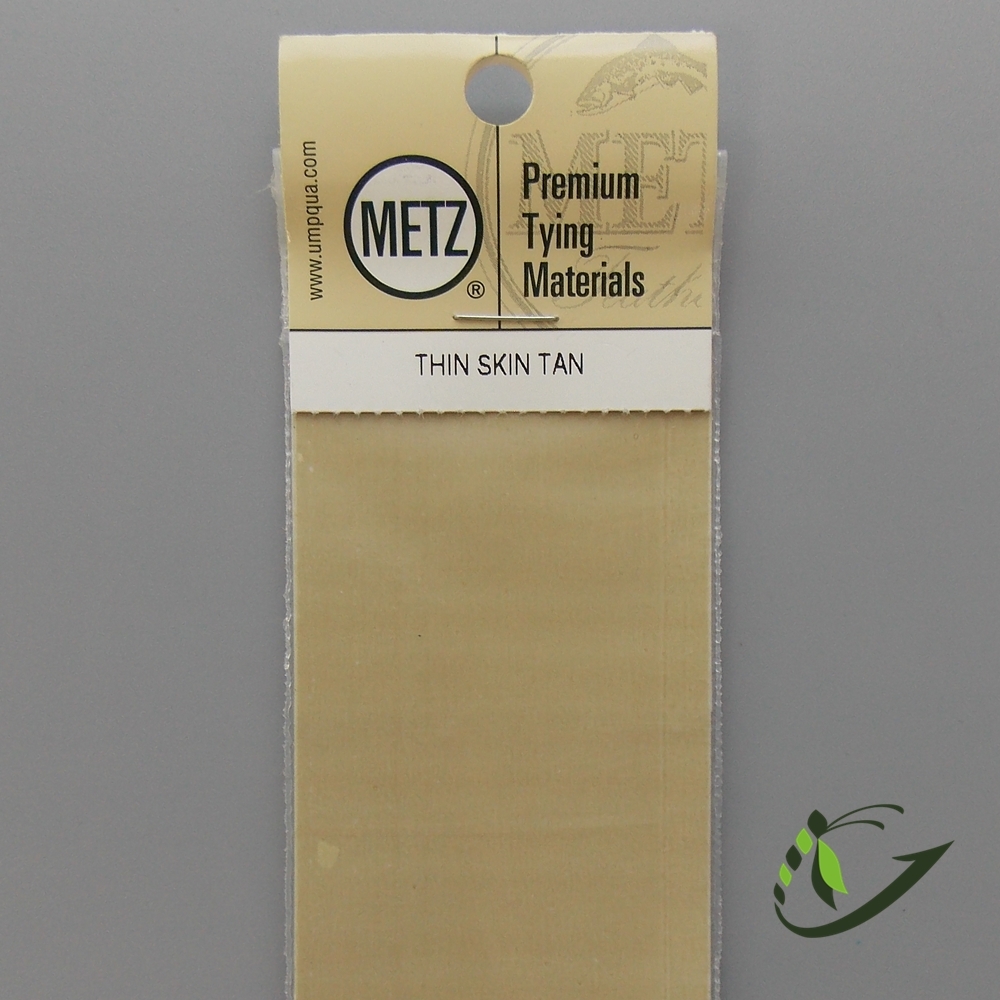 www.umpqua.com
METZ
®
Premium
Tying
Materials
THIN SKIN TAN